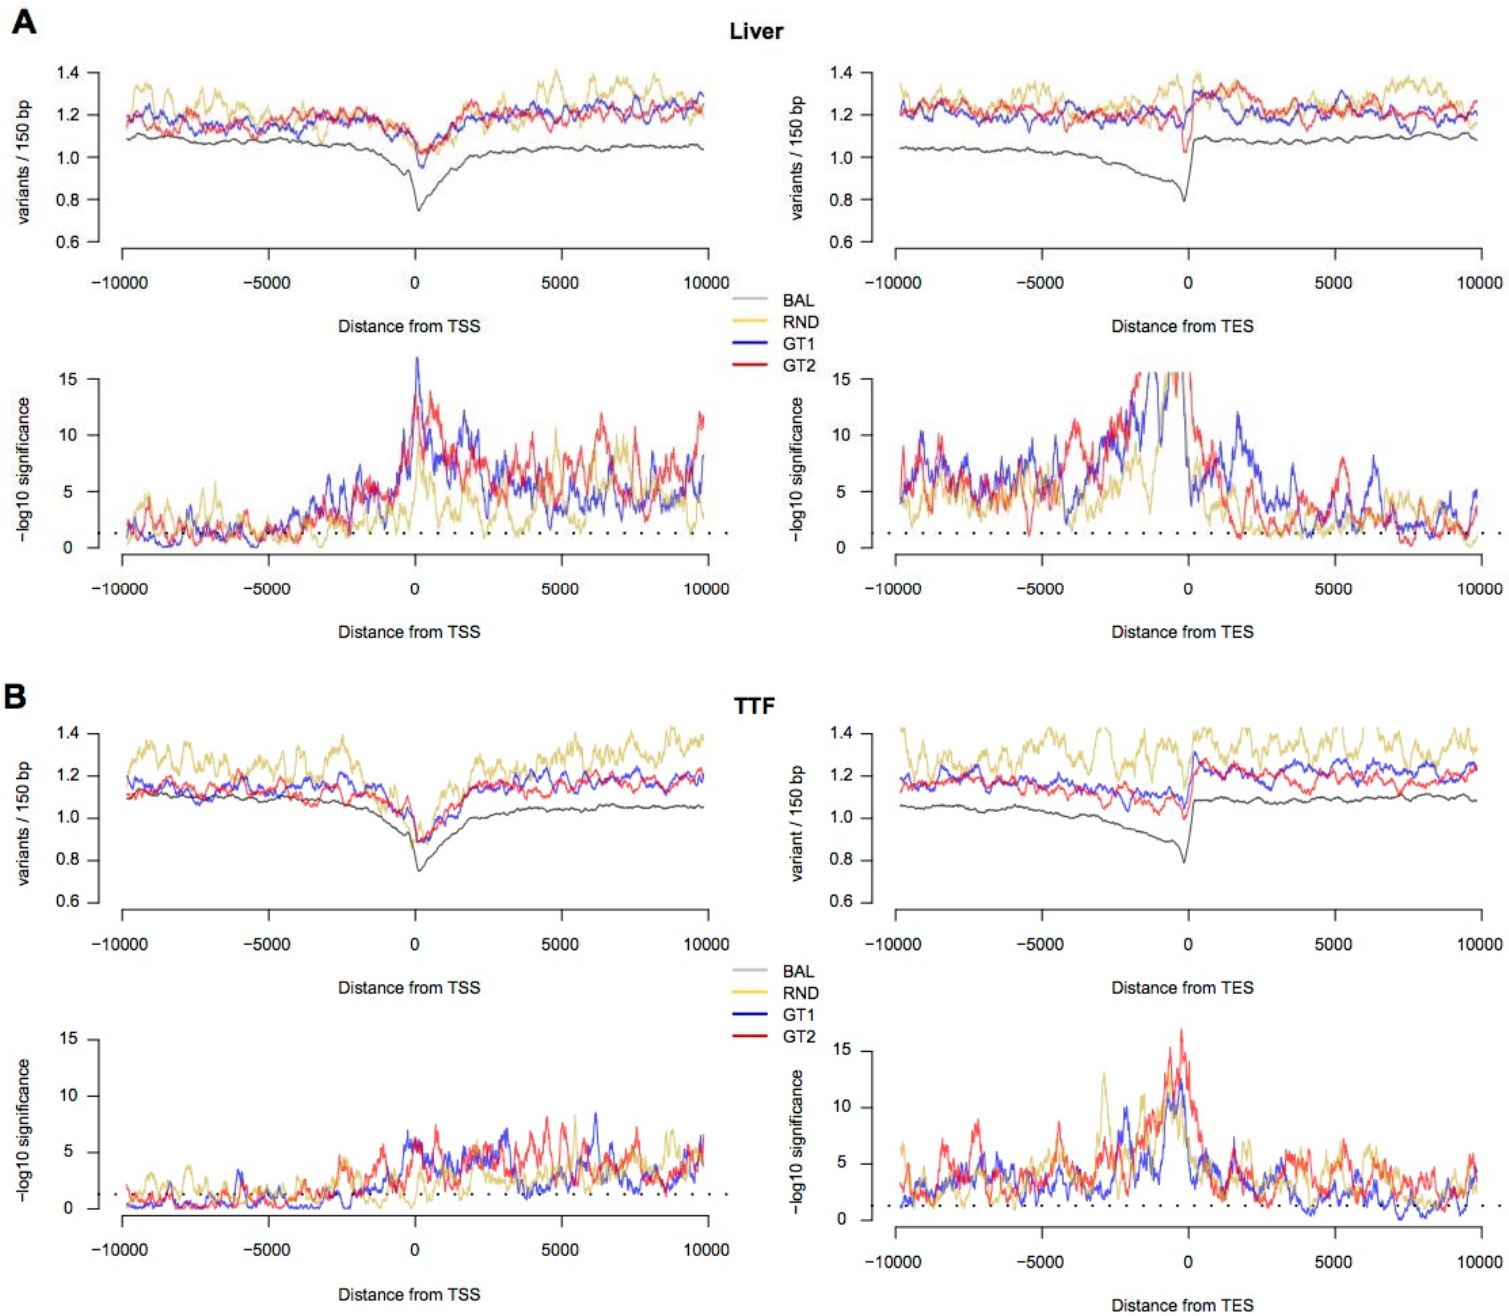 A
Liver
variants / 150 bp
1.4
1.2
1.0
0.8
0.6
−10000 −5000 0 5000 10000
Distance from TSS
variants / 150 bp
1.4
1.2
1.0
0.8
0.6
−10000 −5000 0 5000 10000
Distance from TES
BAL
RND
GT1
GT2
−log10 significance
15
10
5
0
−10000 −5000 0 5000 10000
Distance from TSS
−log10 significance
15
10
5
0
−10000 −5000 0 5000 10000
Distance from TES
B
TTF
variants / 150 bp
1.4
1.2
1.0
0.8
0.6
−10000 −5000 0 5000 10000
Distance from TSS
variant / 150 bp
1.4
1.2
1.0
0.8
0.6
−10000 −5000 0 5000 10000
Distance from TES
BAL
RND
GT1
GT2
−log10 significance
15
10
5
0
−10000 −5000 0 5000 10000
Distance from TSS
−log10 significance
15
10
5
0
−10000 −5000 0 5000 10000
Distance from TES